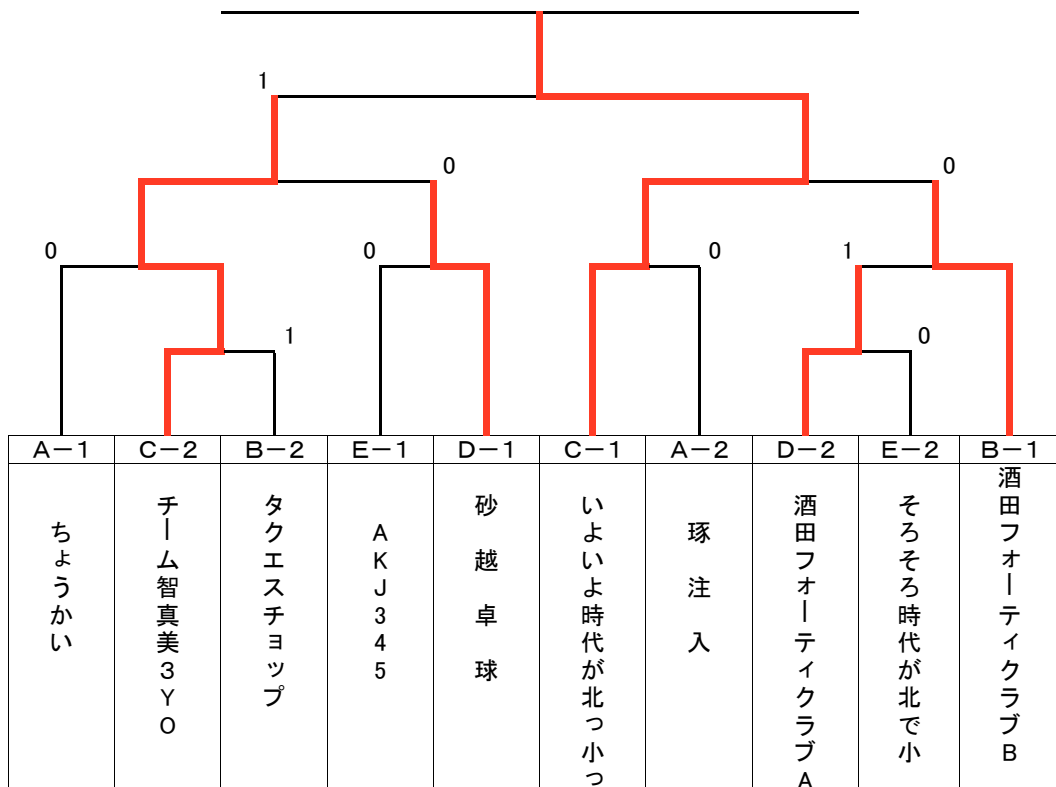 1
0
0
0
0
0
1
1
0
A−1
C−2
B−2
E−1
D−1
C−1
A−2
D−2
E−2
B−1
ちょうかい
チーム智真美3YO
タクエスチョップ
AKJ345
砂越卓球
いよいよ時代が北っ小っ
琢注入
酒田フォーティクラブA
そろそろ時代が北で小
酒田フォーティクラブB